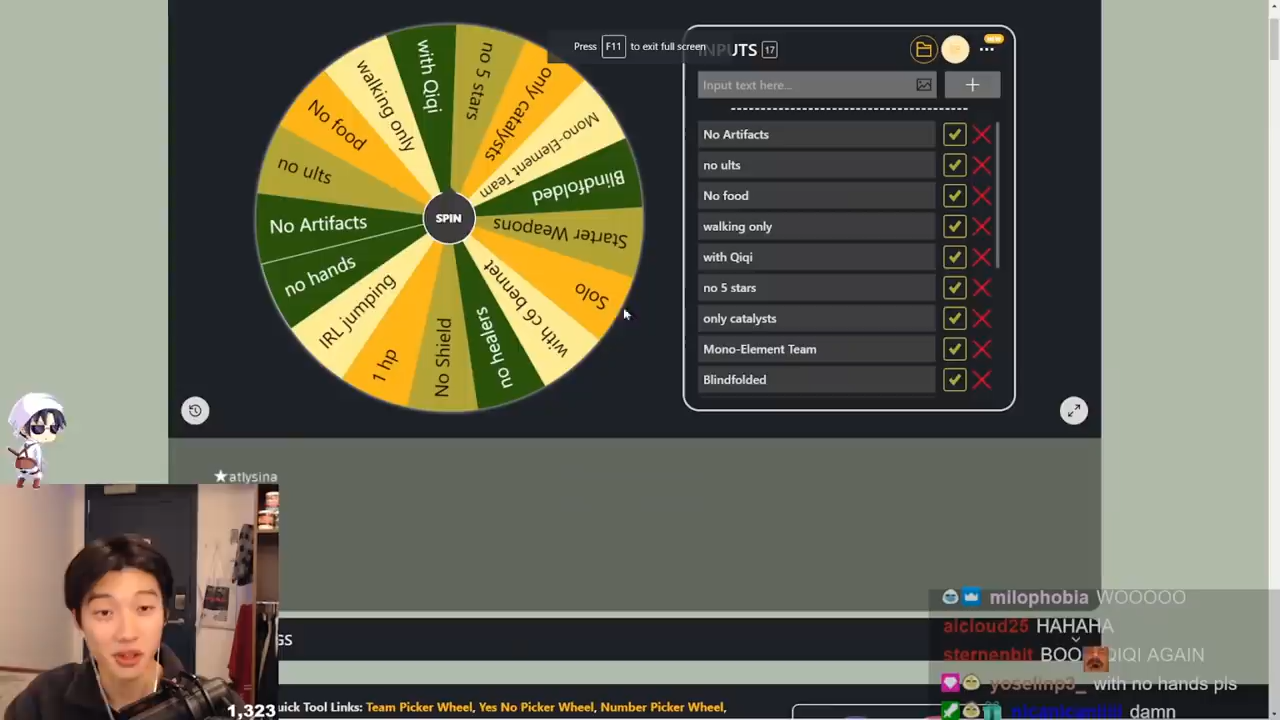 Press F11 to exit full screen
INPUTS 17
NEW
Input text here...
No Artifacts
no ults
No food
walking only
with Qiqi
no 5 stars
only catalysts
Mono-Element Team
Blindfolded
with Qiqi
no 5 stars
only catalysts
Mono-Element Team
Blindfolded
Starter Weapons
Solo
with c6 bennet
no healers
No Shield
1 hp
IRL jumping
no hands
No Artifacts
no ults
No food
walking only
SPIN
★atlysina
GS
1,323
uick Tool Links: Team Picker Wheel, Yes No Picker Wheel, Number Picker Wheel,
milophobia WOOOOO
alcloud25 HAHAHA
sternenbit BOO QIQI AGAIN
yoselinp3_ with no hands pls
damn